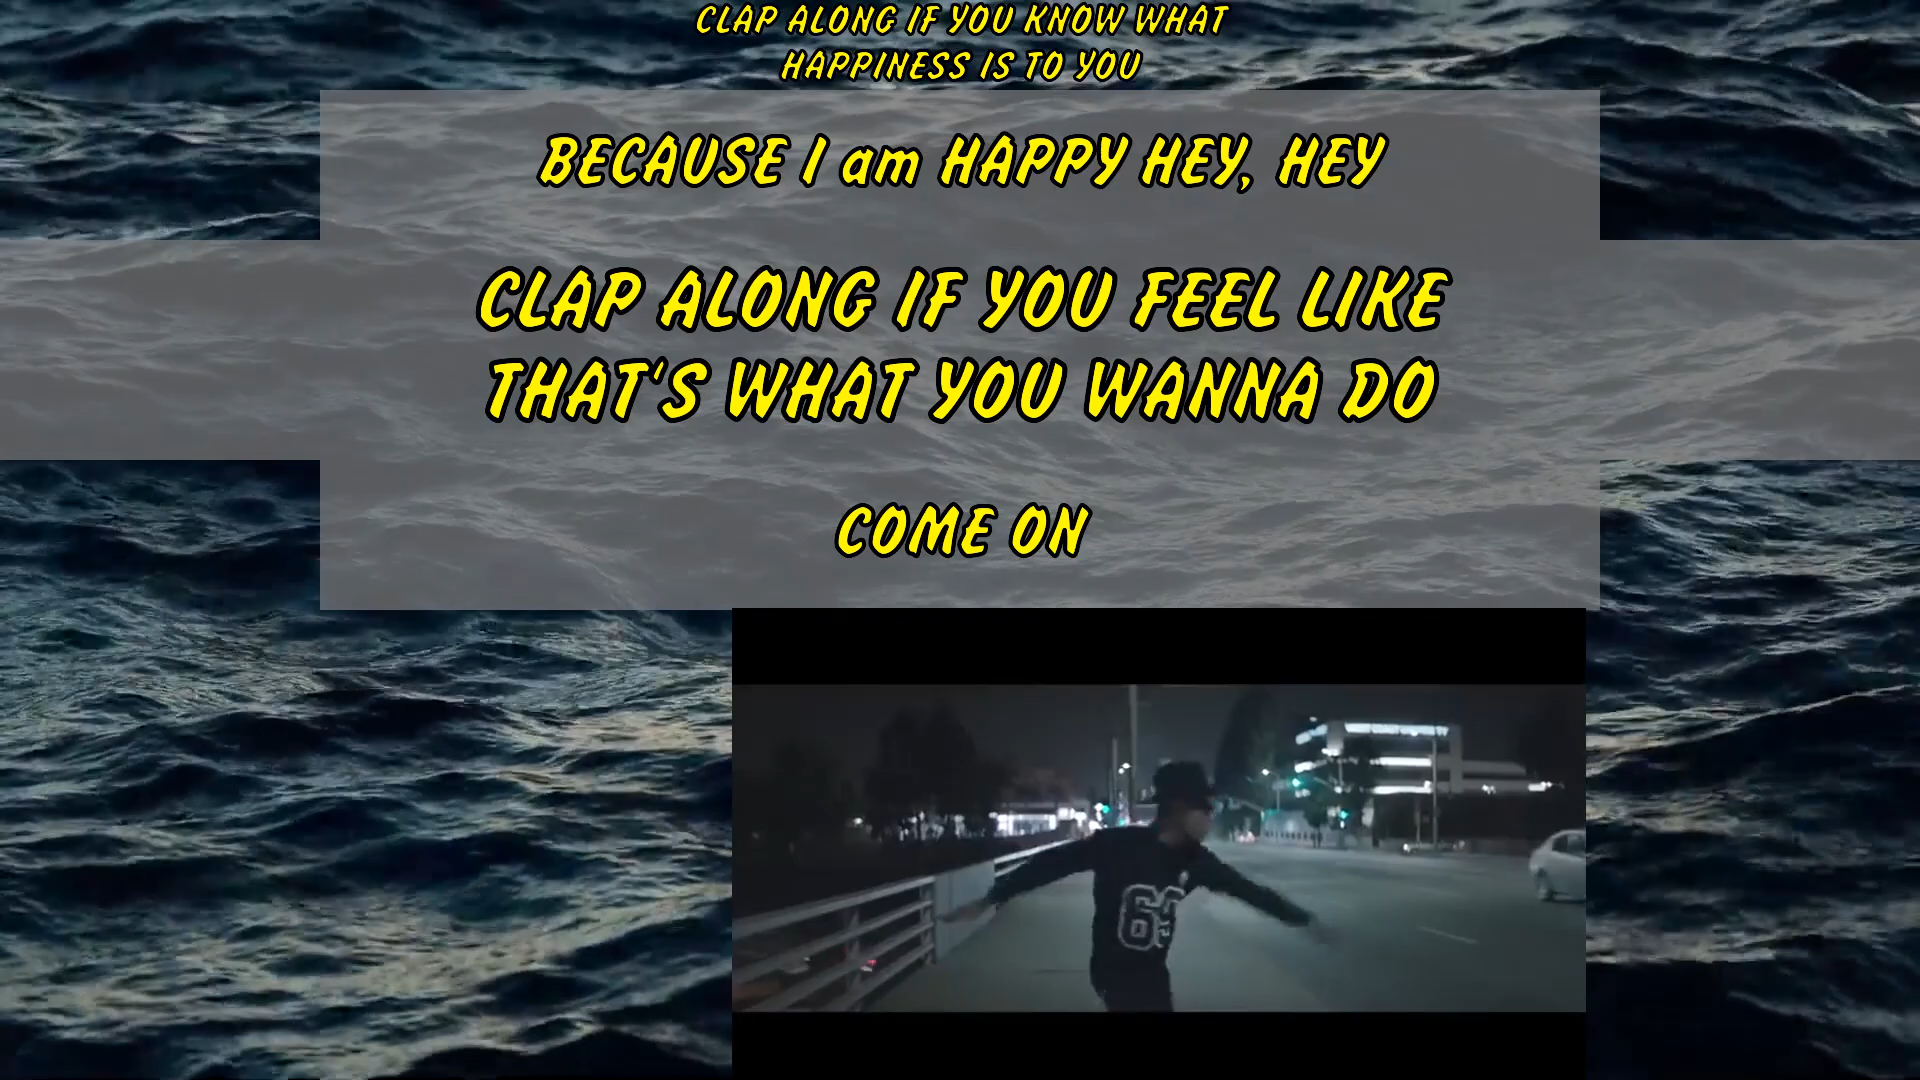 CLAP ALONG IF YOU KNOW WHAT
HAPPINESS IS TO YOU
BECAUSE I am HAPPY HEY, HEY
CLAP ALONG IF YOU FEEL LIKE
THAT'S WHAT YOU WANNA DO
COME ON
69